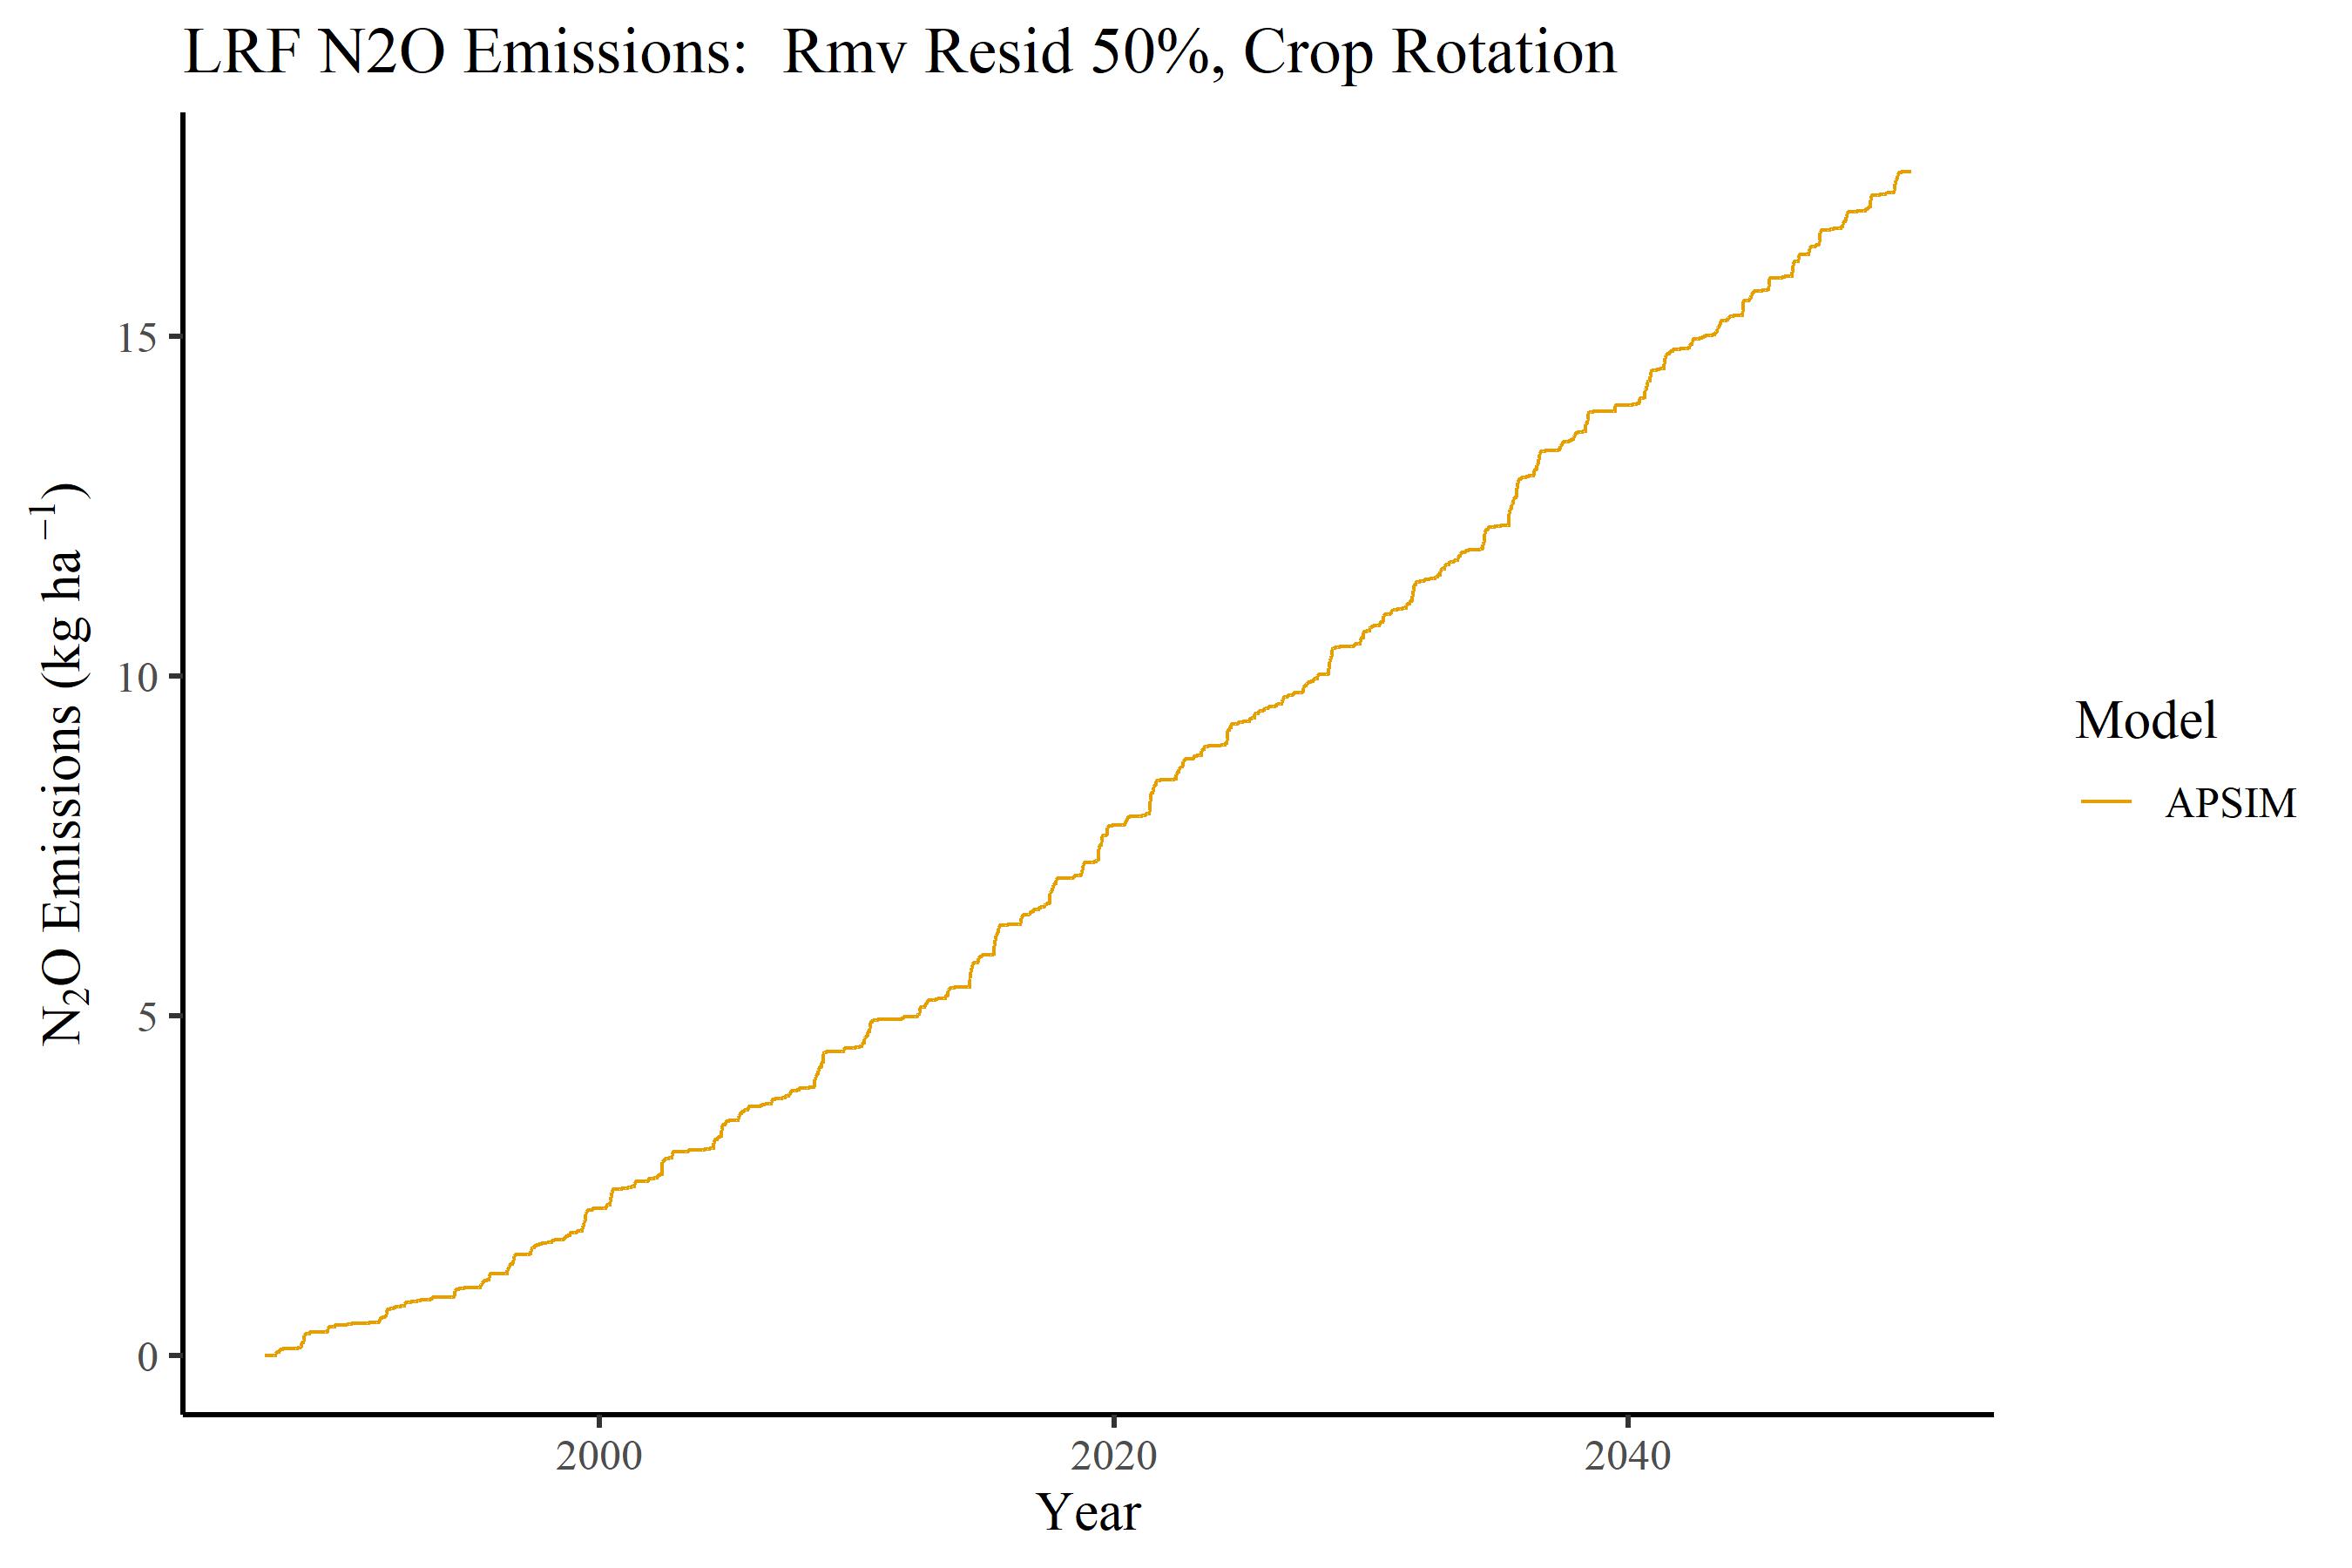 LRF N2O Emissions:  Rmv Resid 50%, Crop Rotation
N₂O Emissions (kg ha⁻¹)
15
10
5
0
2000
2020
2040
Year
Model
APSIM